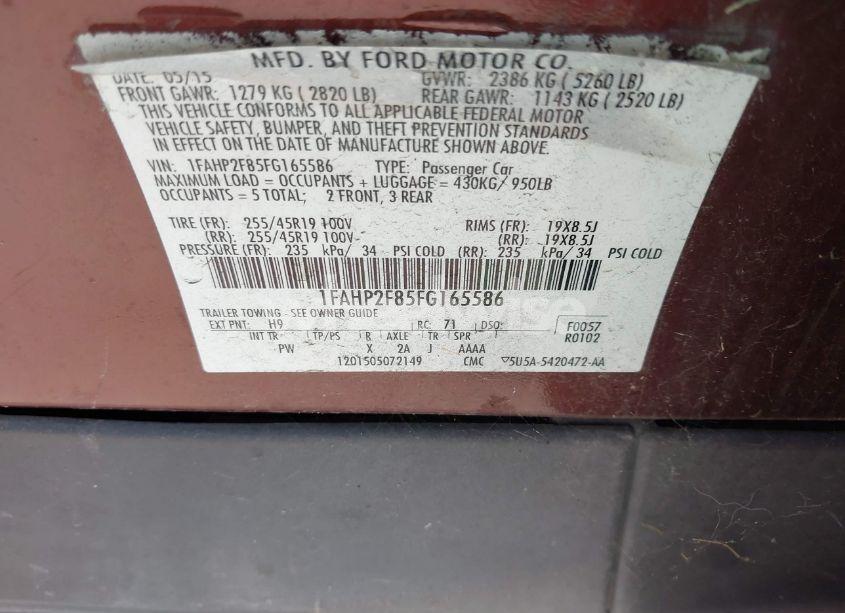 MFD. BY FORD MOTOR CO.
DATE: 05/15 GVWR: 2386 KG ( 5260 LB)
FRONT GAWR: 1279 KG ( 2820 LB) REAR GAWR: 1143 KG ( 2520 LB)
THIS VEHICLE CONFORMS TO ALL APPLICABLE FEDERAL MOTOR
VEHICLE SAFETY, BUMPER, AND THEFT PREVENTION STANDARDS
IN EFFECT ON THE DATE OF MANUFACTURE SHOWN ABOVE.
VIN: 1FAHP2F85FG165586 TYPE: Passenger Car
MAXIMUM LOAD = OCCUPANTS + LUGGAGE = 430KG/ 950LB
OCCUPANTS = 5 TOTAL; 2 FRONT, 3 REAR
TIRE (FR): 255/45R19 100V RIMS (FR): 19X8.5J
(RR): 255/45R19 100V (RR): 19X8.5J
PRESSURE (FR): 235 kPa/ 34 PSI COLD (RR): 235 kPa/ 34 PSI COLD
1FAHP2F85FG165586
TRAILER TOWING - SEE OWNER GUIDE
EXT PNT: H9 RC: 71 DSO: F0057
INT TR TP/PS R AXLE TR SPR R0102
PW X 2A J AAAA
1201505072149 CMC 5U5A-5420472-AA